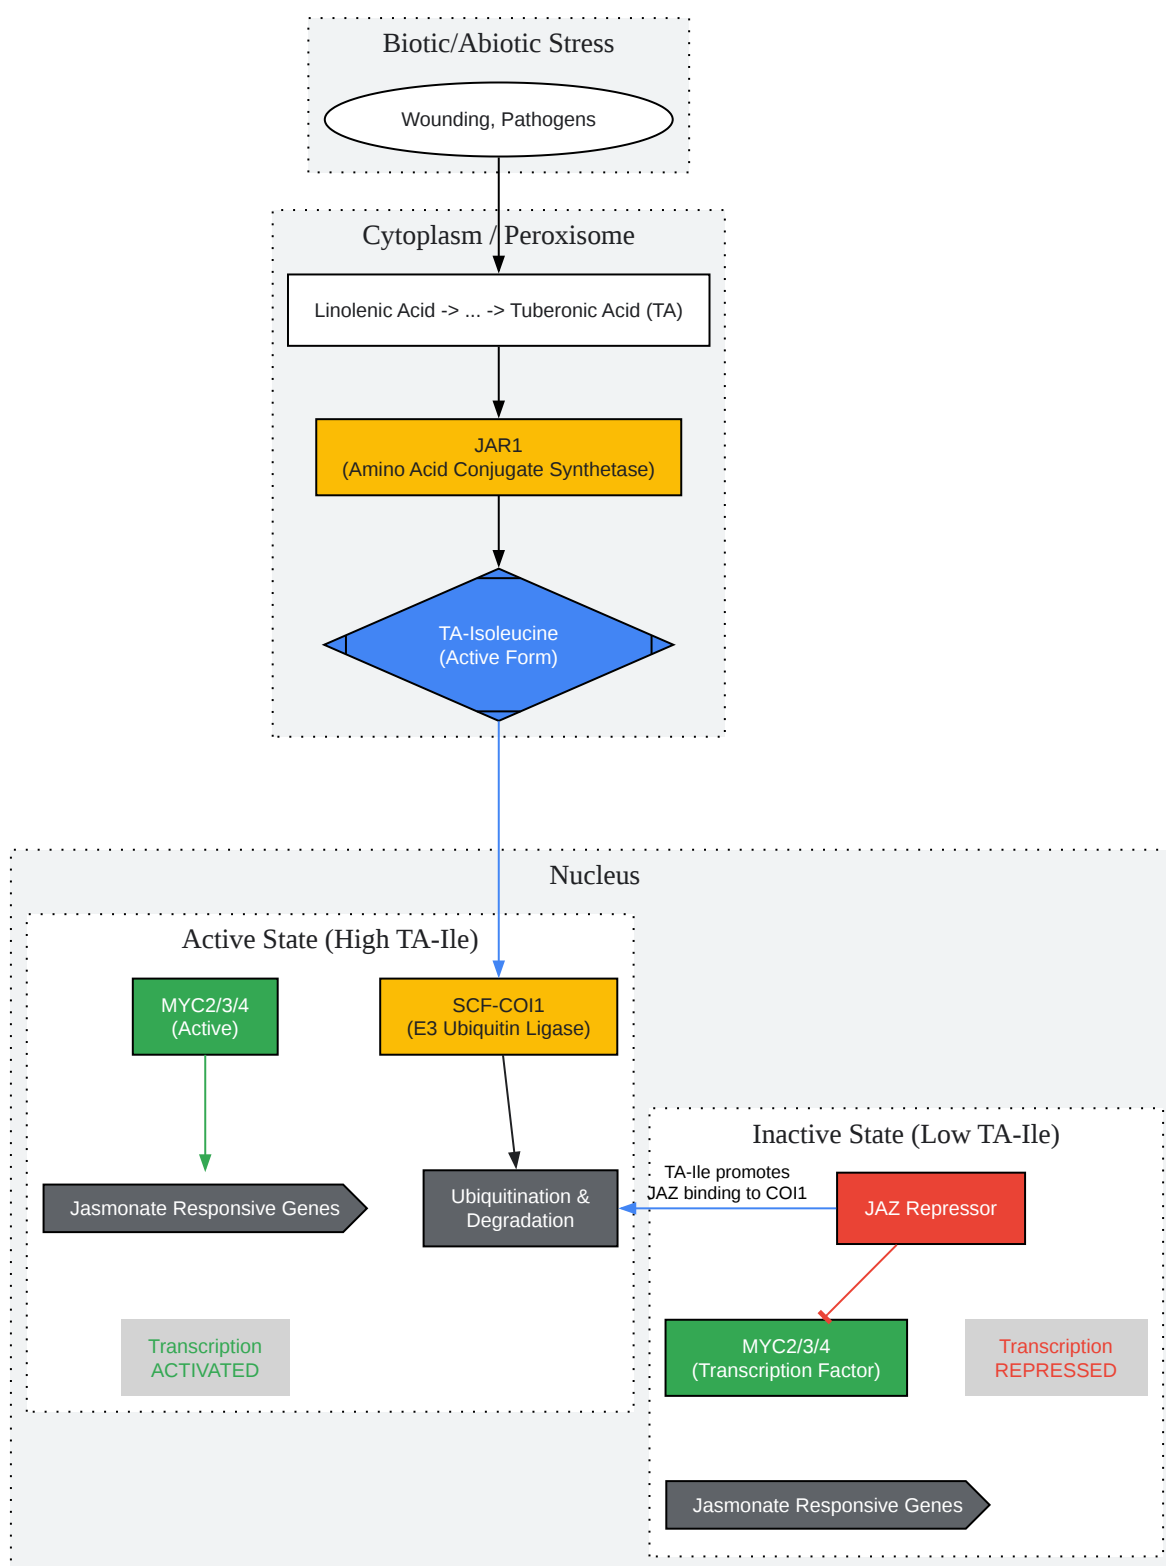 Biotic/Abiotic Stress
Wounding, Pathogens
Cytoplasm / Peroxisome
Linolenic Acid -> ... -> Tuberonic Acid (TA)
JAR1
(Amino Acid Conjugate Synthetase)
TA-Isoleucine
(Active Form)
Nucleus
Active State (High TA-Ile)
MYC2/3/4
(Active)
SCF-COI1
(E3 Ubiquitin Ligase)
Jasmonate Responsive Genes
Ubiquitination &
Degradation
Transcription
ACTIVATED
Inactive State (Low TA-Ile)
TA-Ile promotes
JAZ binding to COI1
JAZ Repressor
MYC2/3/4
(Transcription Factor)
Transcription
REPRESSED
Jasmonate Responsive Genes